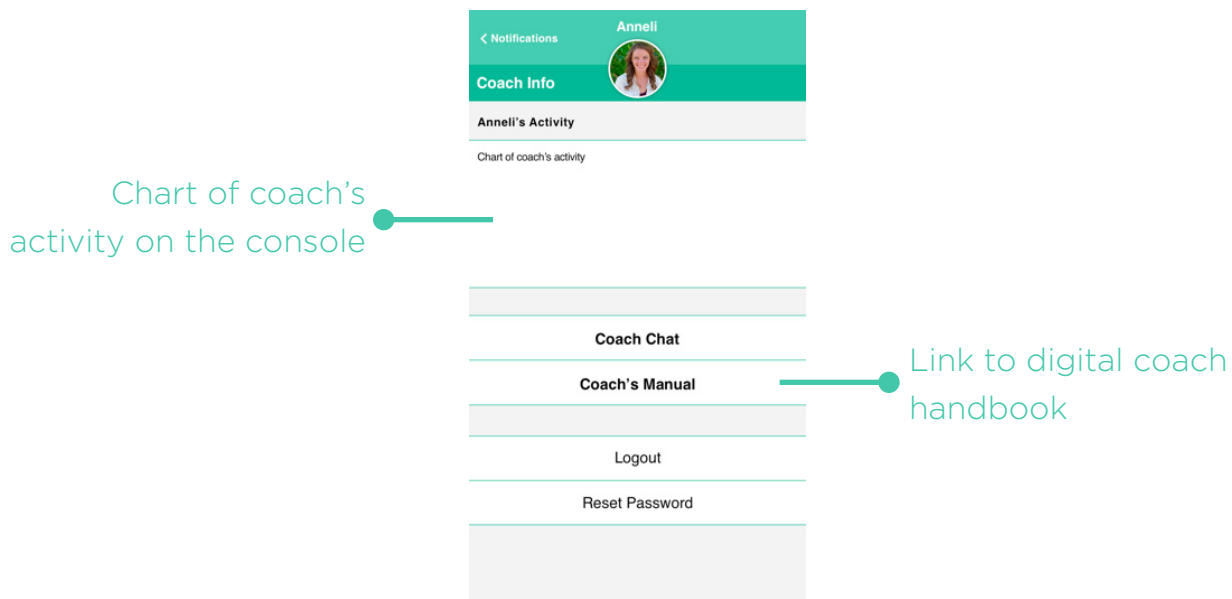 Anneli
< Notifications
Coach Info
Anneli's Activity
Chart of coach's activity
Chart of coach's
activity on the console
Coach Chat
Coach's Manual
Link to digital coach
handbook
Logout
Reset Password